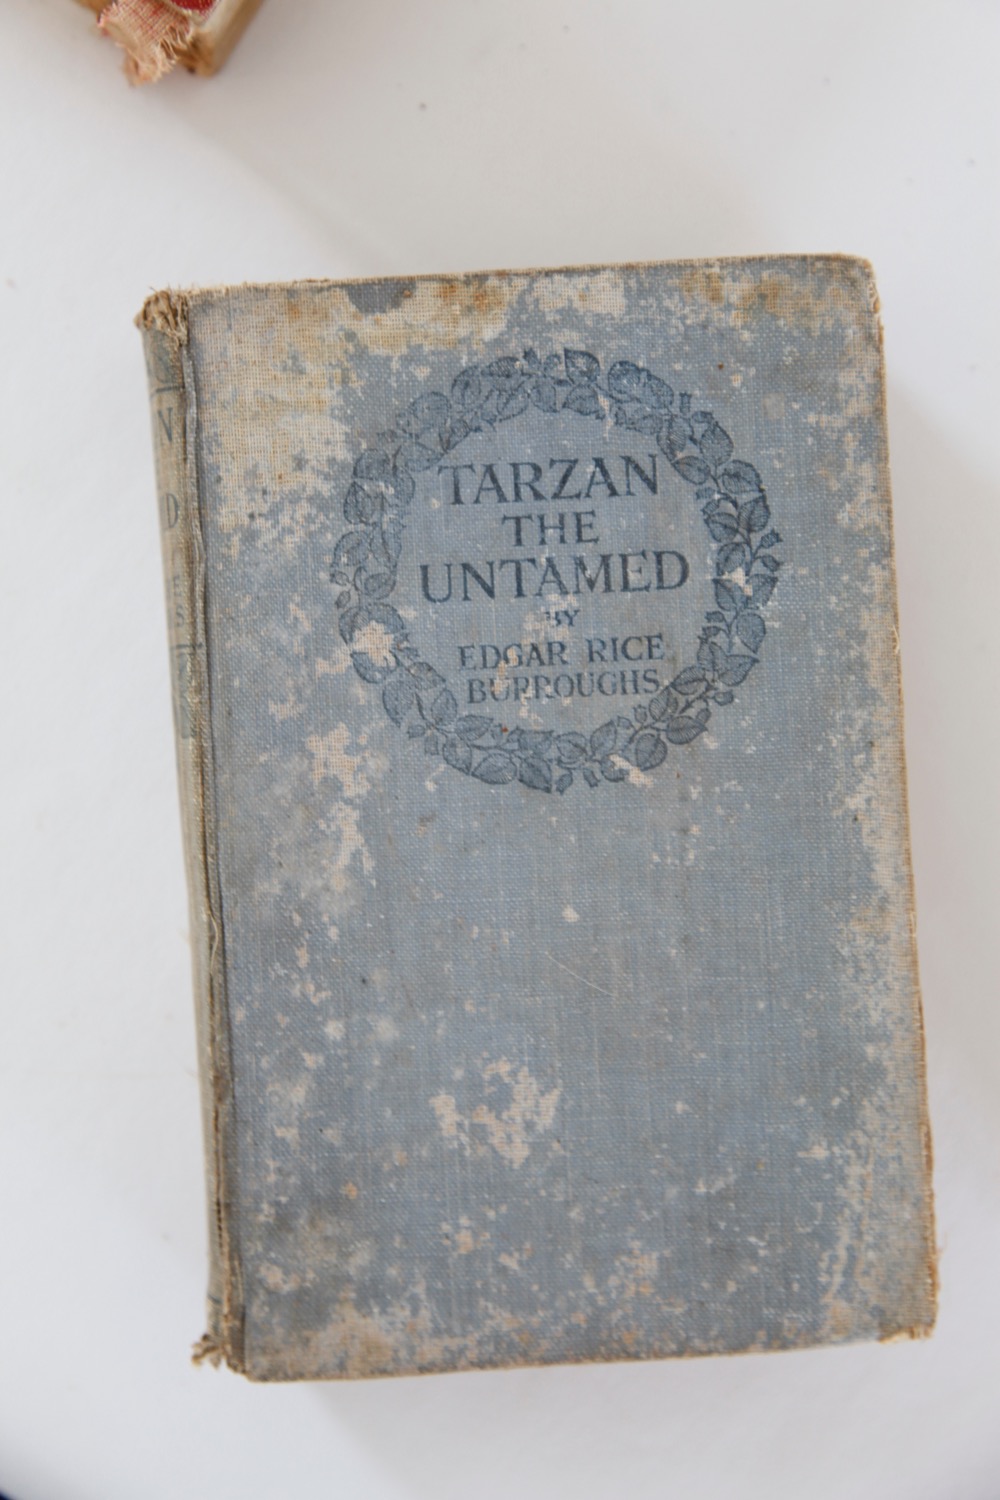 TARZAN
THE
UNTAMED
BY
EDGAR RICE
BURROUGHS